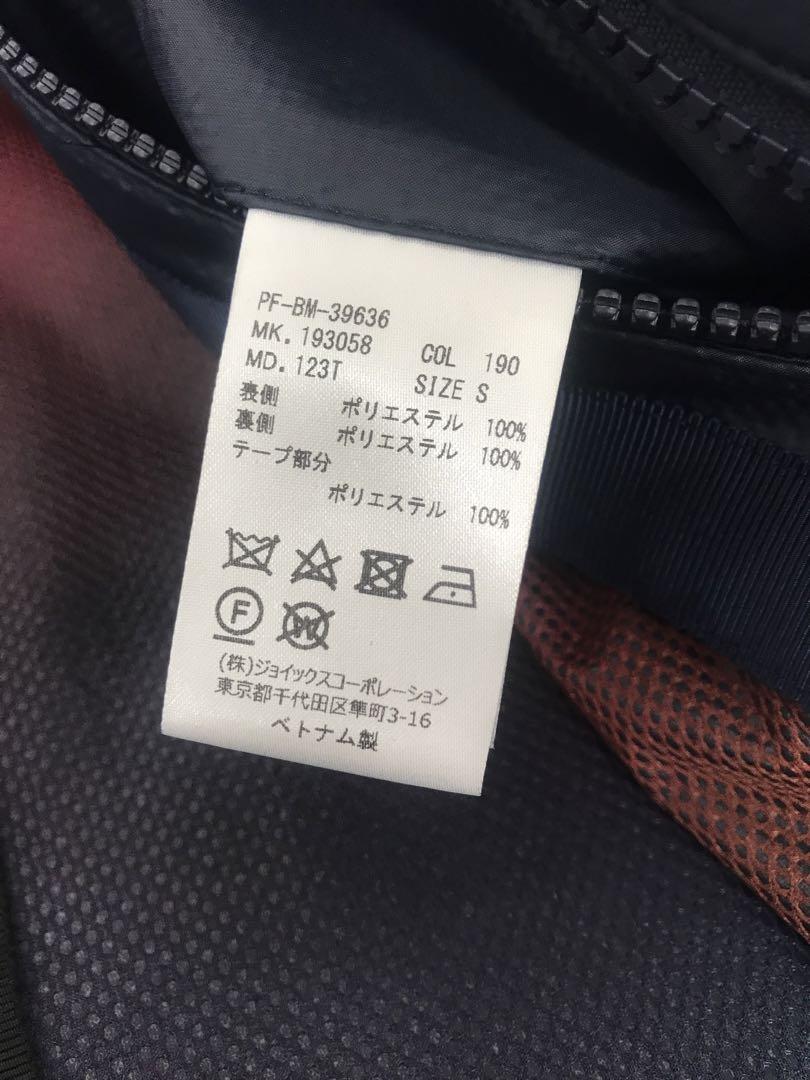 PF-BM-39636
MK. 193058 COL 190
MD. 123T SIZE S
表側 ポリエステル 100%
裏側 ポリエステル 100%
テープ部分
ポリエステル 100%
F
W
(株)ジョイックスコーポレーション
東京都千代田区隼町3-16
ベトナム製